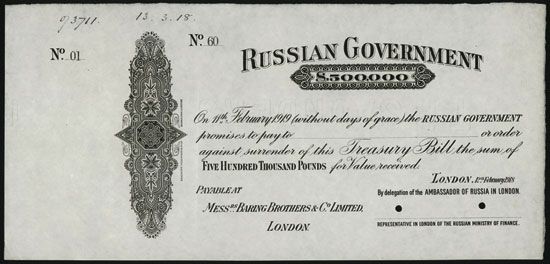 93711. 13. 3. 18.
No. 01
No. 60
RUSSIAN GOVERNMENT
£.500,000
On 11th February 1919 (without days of grace), the RUSSIAN GOVERNMENT
promises to pay to or order
against surrender of this Treasury Bill, the sum of
FIVE HUNDRED THOUSAND POUNDS for Value received.
LONDON. 12th February, 1918
PAYABLE AT
By delegation of the AMBASSADOR OF RUSSIA IN LONDON.
MESSRS BARING BROTHERS & CO LIMITED,
LONDON.
REPRESENTATIVE IN LONDON OF THE RUSSIAN MINISTRY OF FINANCE.